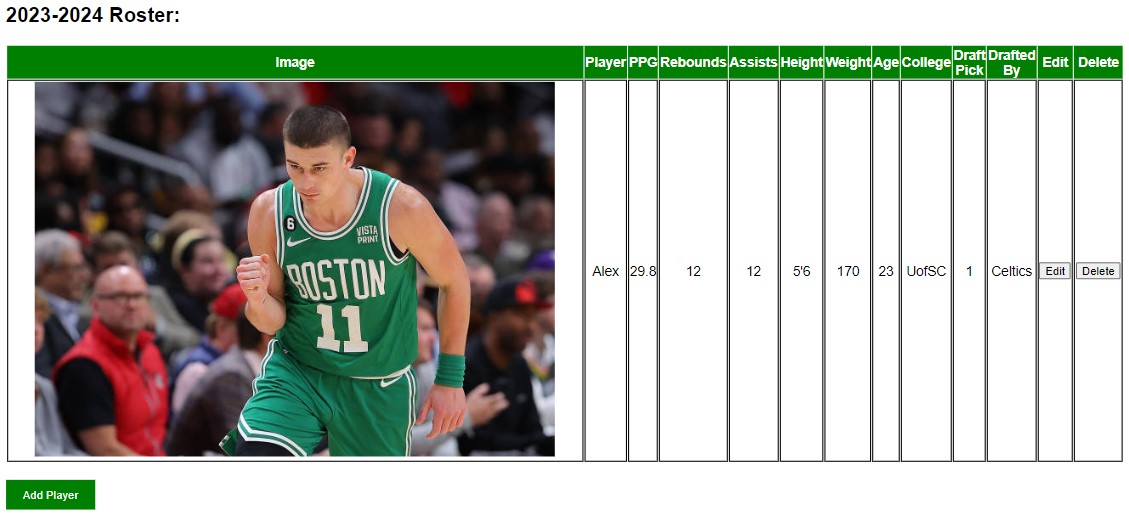 2023-2024 Roster:
Image Player PPG Rebounds Assists Height Weight Age College Draft Pick Drafted By Edit Delete
6
VISTA
PRINT
BOSTON
11
Alex 29.8 12 12 5'6 170 23 UofSC 1 Celtics Edit Delete
Add Player